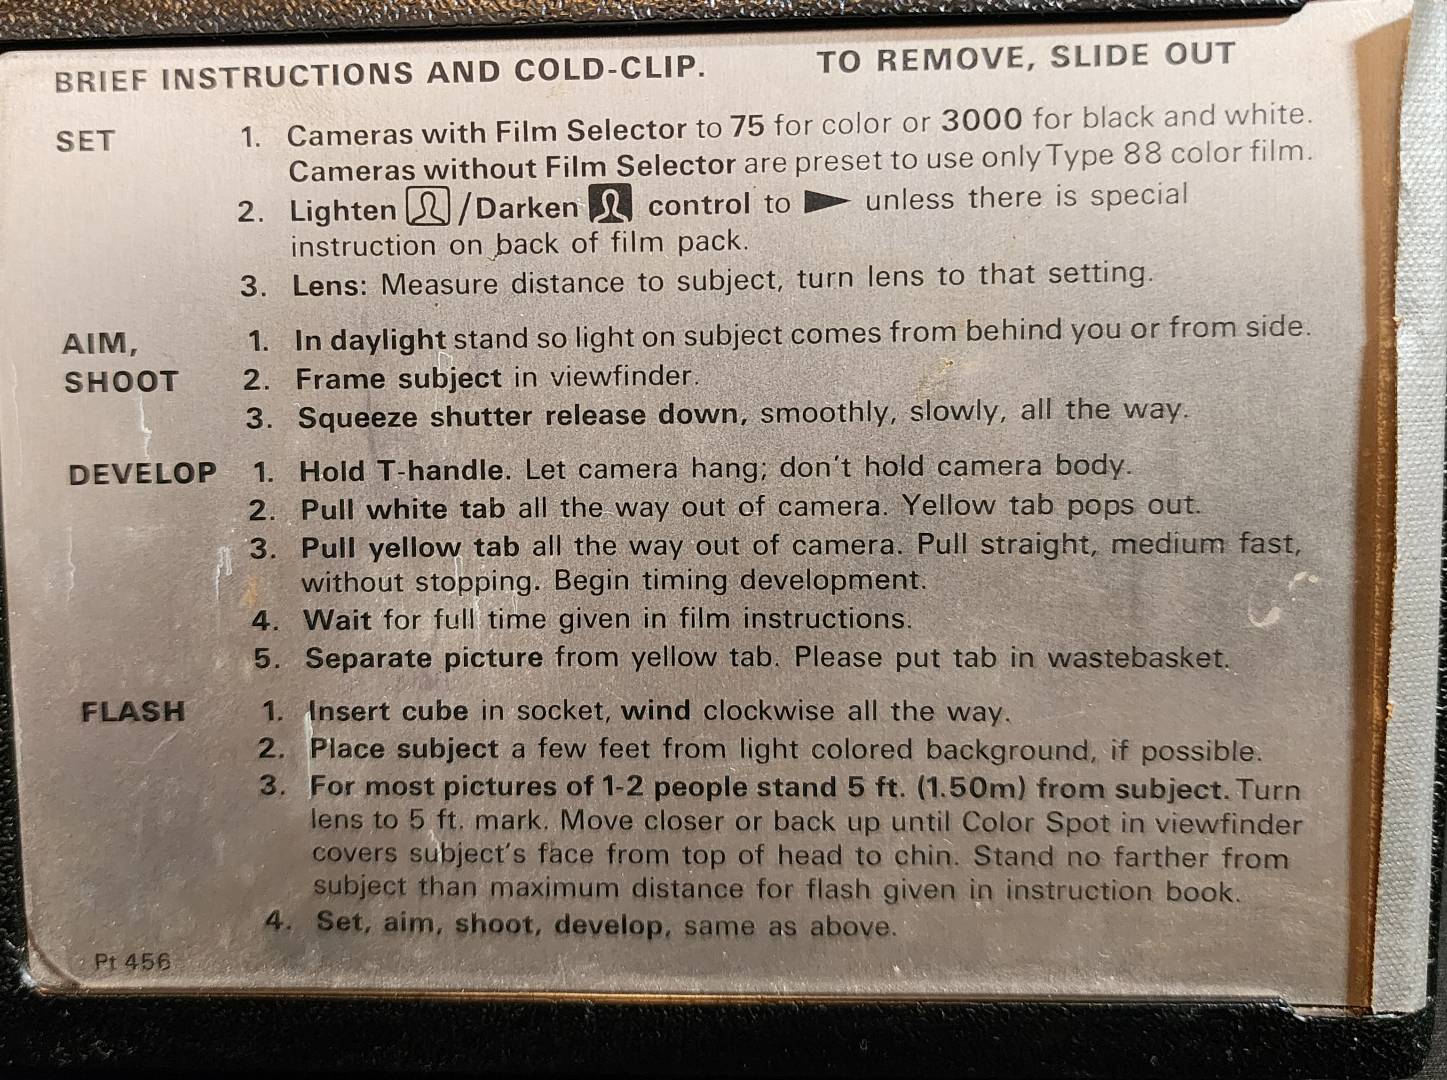 BRIEF INSTRUCTIONS AND COLD-CLIP. TO REMOVE, SLIDE OUT
SET 1. Cameras with Film Selector to 75 for color or 3000 for black and white.
Cameras without Film Selector are preset to use only Type 88 color film.
2. Lighten / Darken control to unless there is special
instruction on back of film pack.
3. Lens: Measure distance to subject, turn lens to that setting.
AIM, 1. In daylight stand so light on subject comes from behind you or from side.
SHOOT 2. Frame subject in viewfinder.
3. Squeeze shutter release down, smoothly, slowly, all the way.
DEVELOP 1. Hold T-handle. Let camera hang; don't hold camera body.
2. Pull white tab all the way out of camera. Yellow tab pops out.
3. Pull yellow tab all the way out of camera. Pull straight, medium fast,
without stopping. Begin timing development.
4. Wait for full time given in film instructions.
5. Separate picture from yellow tab. Please put tab in wastebasket.
FLASH 1. Insert cube in socket, wind clockwise all the way.
2. Place subject a few feet from light colored background, if possible.
3. For most pictures of 1-2 people stand 5 ft. (1.50m) from subject. Turn
lens to 5 ft. mark. Move closer or back up until Color Spot in viewfinder
covers subject's face from top of head to chin. Stand no farther from
subject than maximum distance for flash given in instruction book.
4. Set, aim, shoot, develop, same as above.
Pt 456